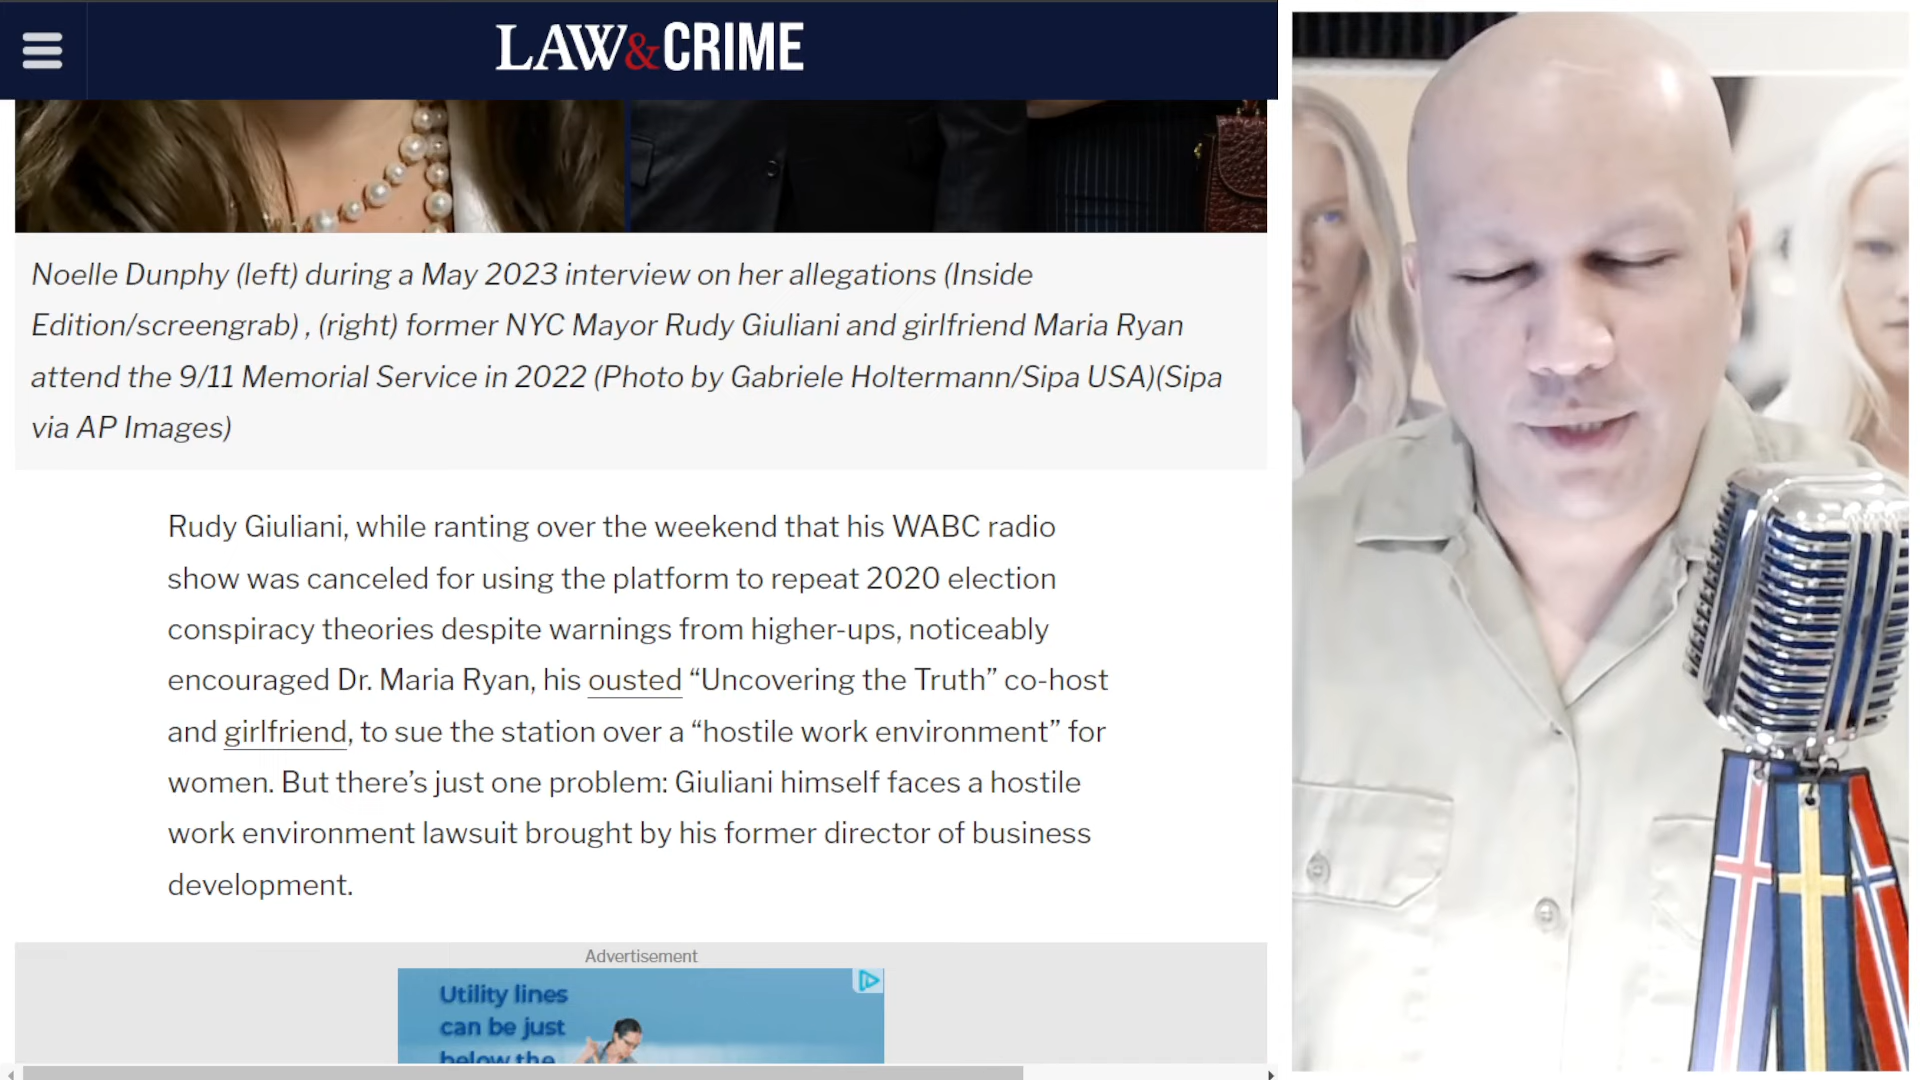 LAW&CRIME
Noelle Dunphy (left) during a May 2023 interview on her allegations (Inside
Edition/screengrab) , (right) former NYC Mayor Rudy Giuliani and girlfriend Maria Ryan
attend the 9/11 Memorial Service in 2022 (Photo by Gabriele Holtermann/Sipa USA)(Sipa
via AP Images)
Rudy Giuliani, while ranting over the weekend that his WABC radio
show was canceled for using the platform to repeat 2020 election
conspiracy theories despite warnings from higher-ups, noticeably
encouraged Dr. Maria Ryan, his ousted “Uncovering the Truth” co-host
and girlfriend, to sue the station over a “hostile work environment” for
women. But there’s just one problem: Giuliani himself faces a hostile
work environment lawsuit brought by his former director of business
development.
Advertisement
Utility lines
can be just
below the